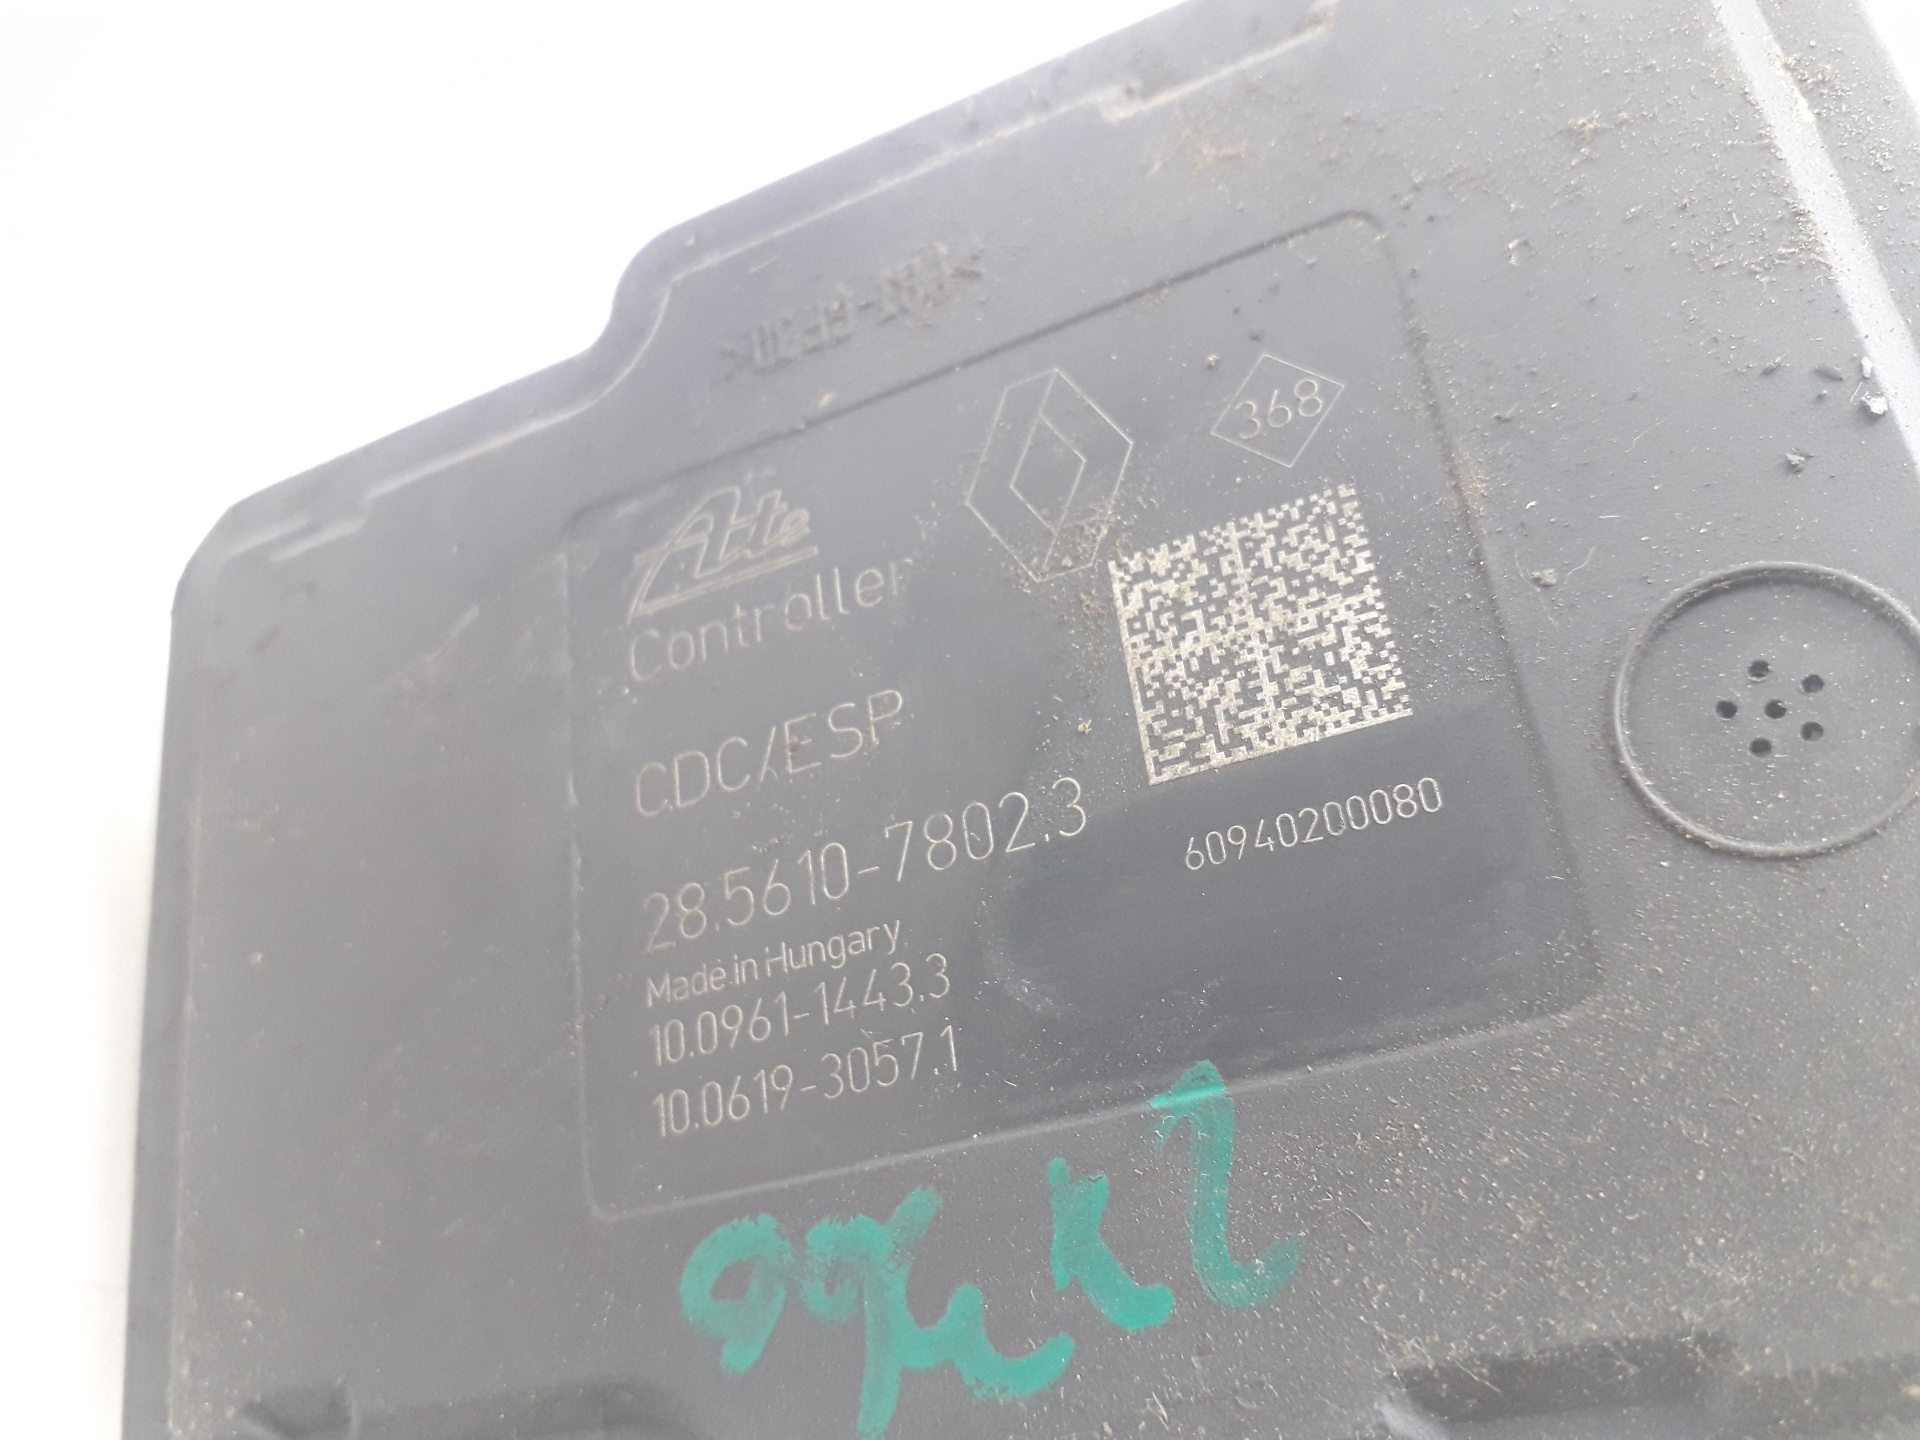 368
Ate
Controller
CDC/ESP
28.5610-7802.3
60940200080
Made in Hungary
10.0961-1443.3
10.0619-3057.1